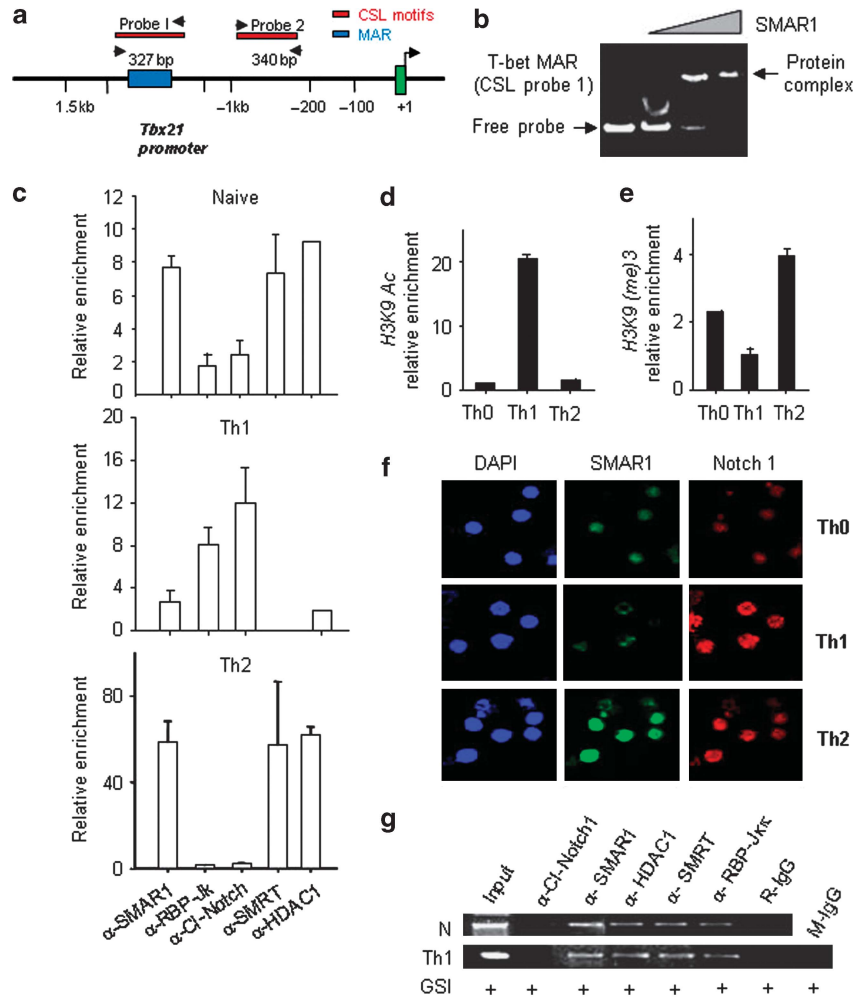 a
Probe I
Probe 2
CSL motifs
MAR
327 bp
340 bp
1.5kb
–1kb
–200
–100
+1
Tbx21
promoter
b
SMAR1
T-bet MAR
(CSL probe 1)
Protein
complex
Free probe
c
Relative enrichment
12
10
8
6
4
2
0
Naive
Relative enrichment
20
16
12
8
4
0
Th1
Relative enrichment
80
40
0
Th2
α-SMAR1
α-RBP-Jk
α-Cl-Notch
α-SMRT
α-HDAC1
d
H3K9 Ac
relative enrichment
20
10
0
Th0 Th1 Th2
e
H3K9 (me)3
relative enrichment
4
2
0
Th0 Th1 Th2
f
DAPI SMAR1 Notch 1
Th0
Th1
Th2
g
Input
α-Cl-Notch1
α- SMAR1
α- HDAC1
α- SMRT
α- RBP-Jκκ
R-IgG
M-IgG
N
Th1
GSI + + + + + + + +